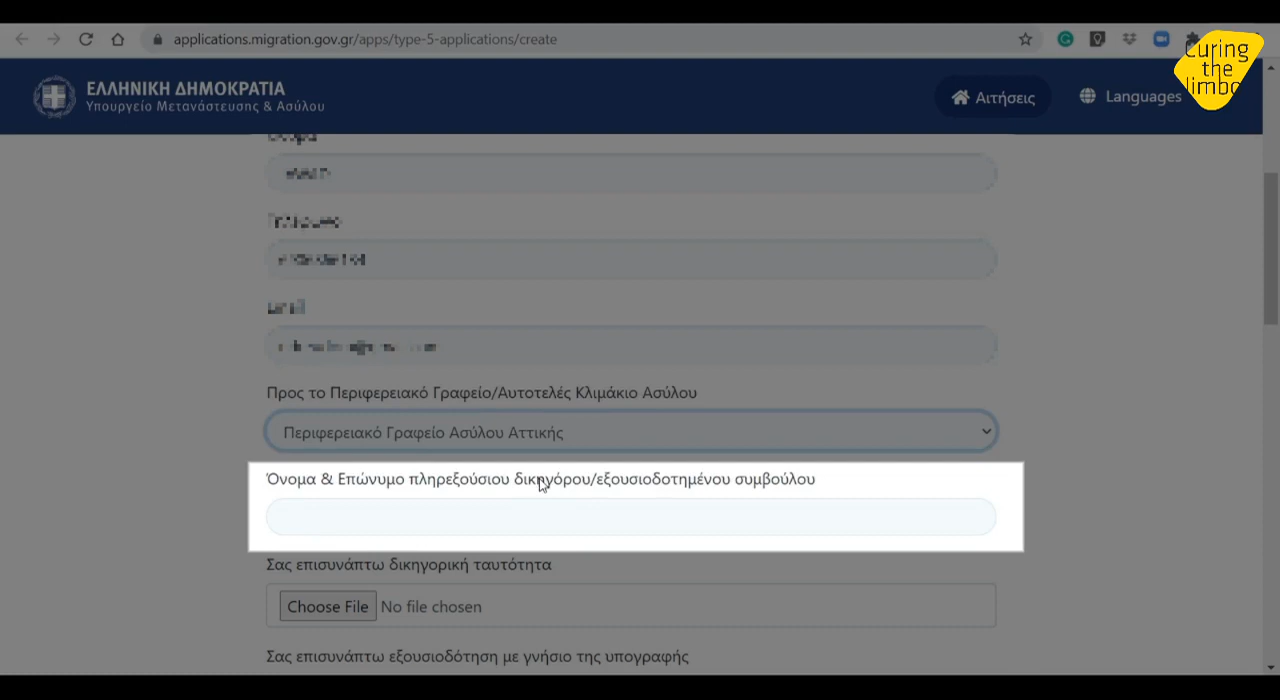 applications.migration.gov.gr/apps/type-5-applications/create
curing
the
limbo
ΕΛΛΗΝΙΚΗ ΔΗΜΟΚΡΑΤΙΑ
Υπουργείο Μετανάστευσης & Ασύλου
Αιτήσεις
Languages
Προς το Περιφερειακό Γραφείο/Αυτοτελές Κλιμάκιο Ασύλου
Περιφερειακό Γραφείο Ασύλου Αττικής
Όνομα & Επώνυμο πληρεξούσιου δικηγόρου/εξουσιοδοτημένου συμβούλου
Σας επισυνάπτω δικηγορική ταυτότητα
Choose File No file chosen
Σας επισυνάπτω εξουσιοδότηση με γνήσιο της υπογραφής